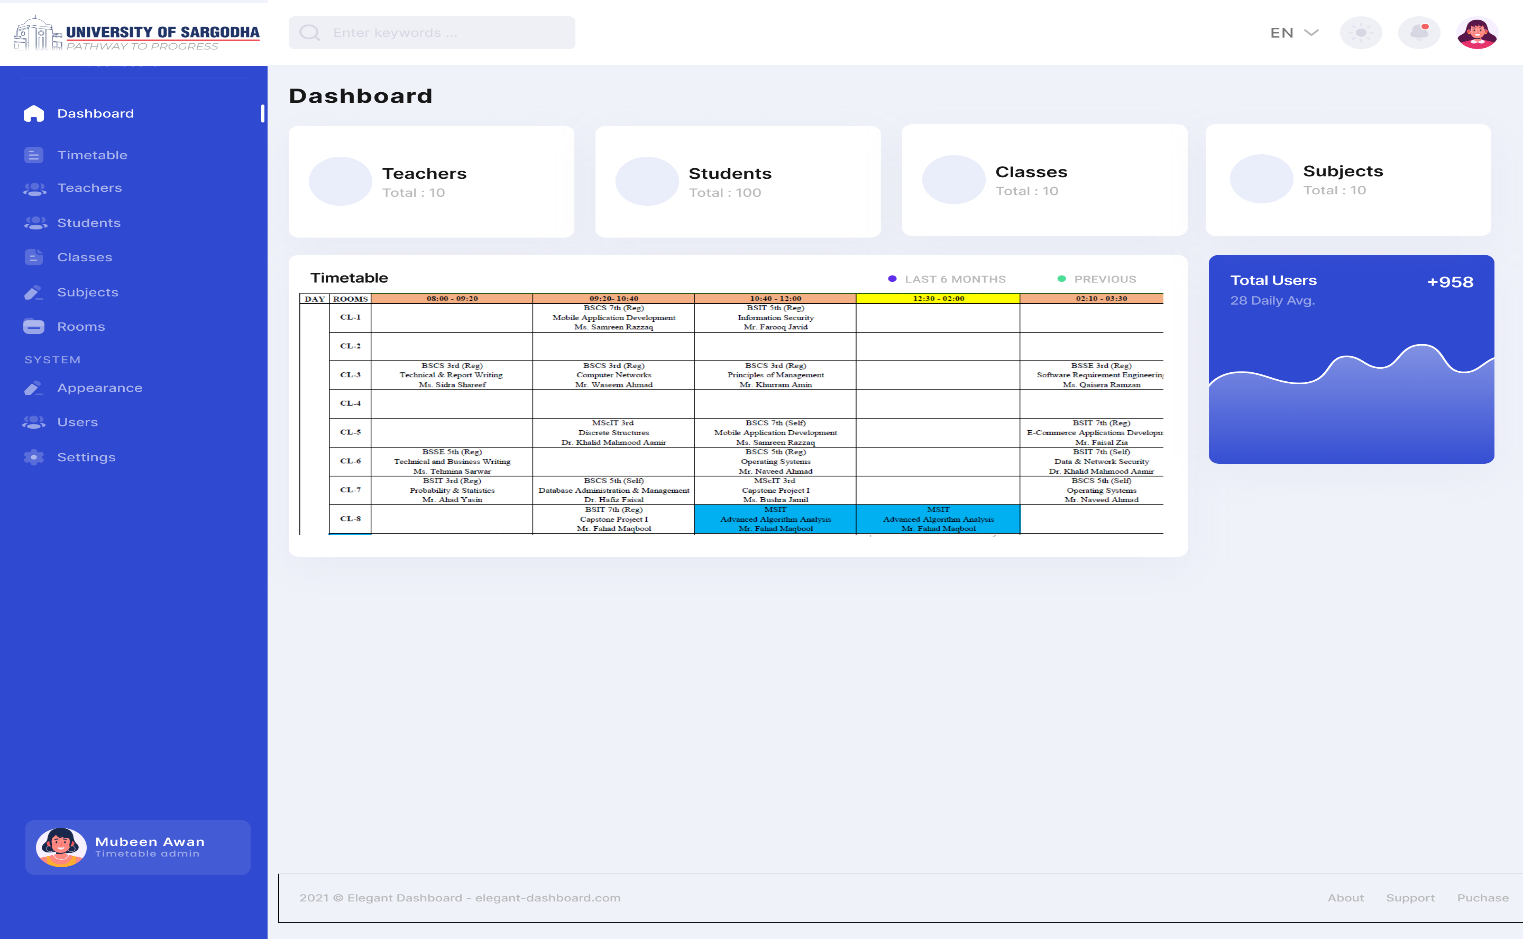 UNIVERSITY OF SARGODHA
PATHWAY TO PROGRESS
Enter keywords ...
EN
Dashboard
Timetable
Teachers
Students
Classes
Subjects
Rooms
SYSTEM
Appearance
Users
Settings
Mubeen Awan
Timetable admin
Dashboard
Teachers
Total : 10
Students
Total : 100
Classes
Total : 10
Subjects
Total : 10
Timetable
LAST 6 MONTHS PREVIOUS
DAY ROOMS 08:00 - 09:20 09:20- 10:40 10:40 - 12:00 12:30 - 02:00 02:10 - 03:30
BSCS 7th (Reg) BSIT 5th (Reg)
CL-1 Mobile Application Development Information Security
Ms. Samreen Razzaq Mr. Farooq Javid
CL-2
BSCS 3rd (Reg) BSCS 3rd (Reg) BSCS 3rd (Reg) BSSE 3rd (Reg)
CL-3 Technical & Report Writing Computer Networks Principles of Management Software Requirement Engineering
Ms. Sidra Shareef Mr. Waseem Ahmad Mr. Khurram Amin Ms. Qaisera Ramzan
CL-4
MScIT 3rd BSCS 7th (Self) BSIT 7th (Reg)
CL-5 Discrete Structures Mobile Application Development E-Commerce Applications Developm
Dr. Khalid Mahmood Aamir Ms. Samreen Razzaq Mr. Faisal Zia
BSSE 5th (Reg) BSCS 5th (Reg) BSIT 7th (Self)
CL-6 Technical and Business Writing Operating Systems Data & Network Security
Ms. Tehmina Sarwar Mr. Naveed Ahmad Dr. Khalid Mahmood Aamir
BSIT 3rd (Reg) BSCS 5th (Self) MScIT 3rd BSCS 5th (Self)
CL-7 Probability & Statistics Database Administration & Management Capstone Project I Operating Systems
Mr. Ahad Yasin Dr. Hafiz Faisal Ms. Bushra Jamil Mr. Naveed Ahmad
BSIT 7th (Reg) MSIT MSIT
CL-8 Capstone Project I Advanced Algorithm Analysis Advanced Algorithm Analysis
Mr. Fahad Maqbool Mr. Fahad Maqbool Mr. Fahad Maqbool
Total Users +958
28 Daily Avg.
2021 © Elegant Dashboard - elegant-dashboard.com
About Support Puchase